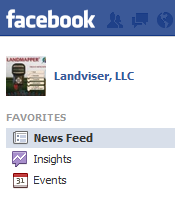 facebook
LANDMAPPER
Landviser, LLC
FAVORITES
News Feed
Insights
31
Events